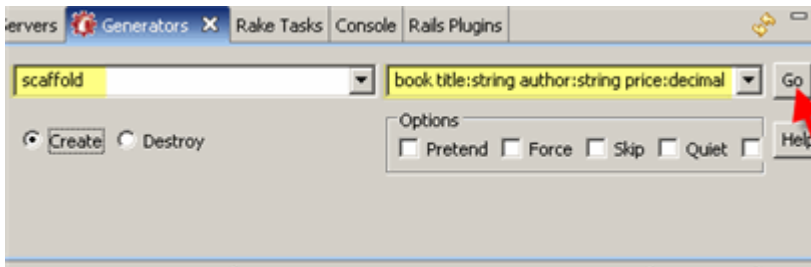 Servers Generators Rake Tasks Console Rails Plugins
scaffold book title:string author:string price:decimal Go
Create Destroy
Options
Pretend Force Skip Quiet
Help